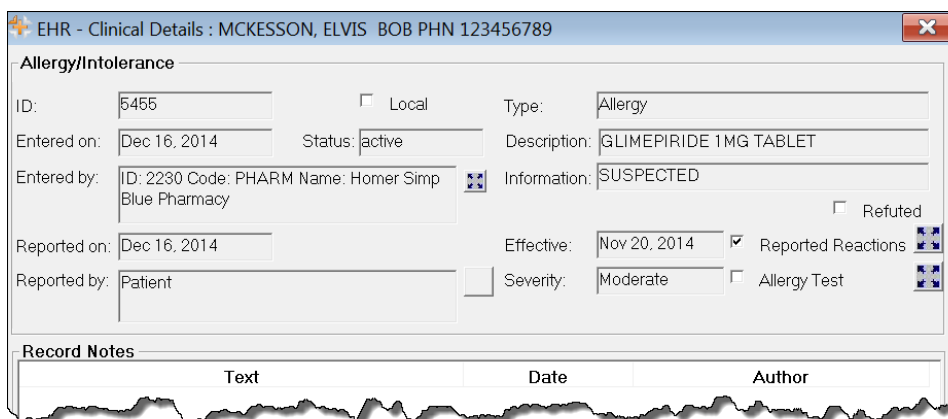 EHR - Clinical Details : MCKESSON, ELVIS BOB PHN 123456789
Allergy/Intolerance
ID: 5455 Local Type: Allergy
Entered on: Dec 16, 2014 Status: active Description: GLIMEPIRIDE 1MG TABLET
Entered by: ID: 2230 Code: PHARM Name: Homer Simp Information: SUSPECTED
Blue Pharmacy
Refuted
Reported on: Dec 16, 2014 Effective: Nov 20, 2014 Reported Reactions
Reported by: Patient Severity: Moderate Allergy Test
Record Notes
Text Date Author